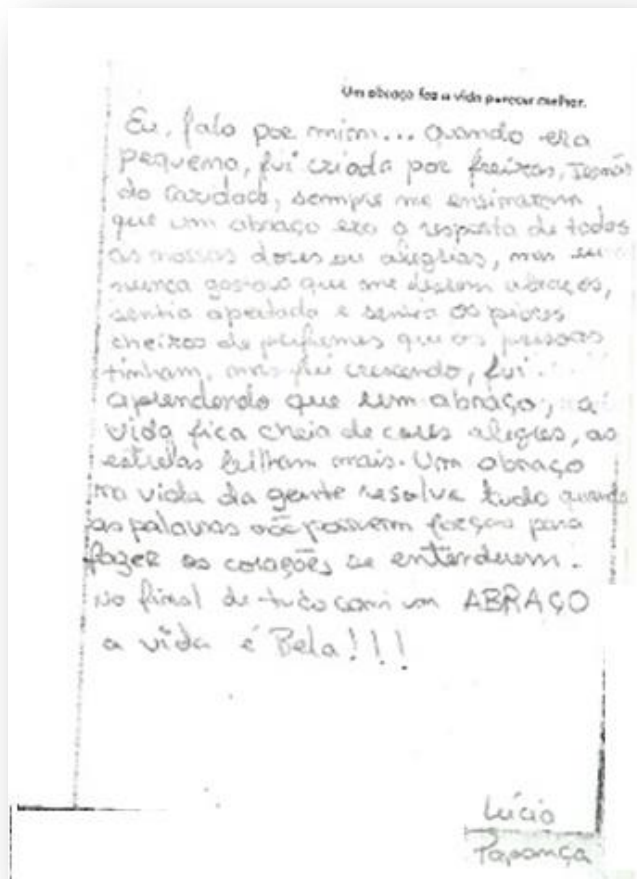 Um abraço faz a vida parecer melhor.
Eu, falo por mim... quando era
pequena, fui criada por freiras, Irmãs
do Cardoso, sempre me ensinaram
que um abraço era a resposta de todas
as nossas dores ou alegrias, mas eu
nunca gostava que me dessem abraços,
sentia apertada e sentia os piores
cheiros de perfumes que as pessoas
tinham, mas fui crescendo, fui
aprendendo que num abraço, a
vida fica cheia de cores alegres, as
estrelas brilham mais. Um abraço
na vida da gente resolve tudo quando
as palavras não possuem forças para
fazer os corações se entenderem.
No final de tudo com um ABRAÇO
a vida é Bela!!!
Lúcia
Papança